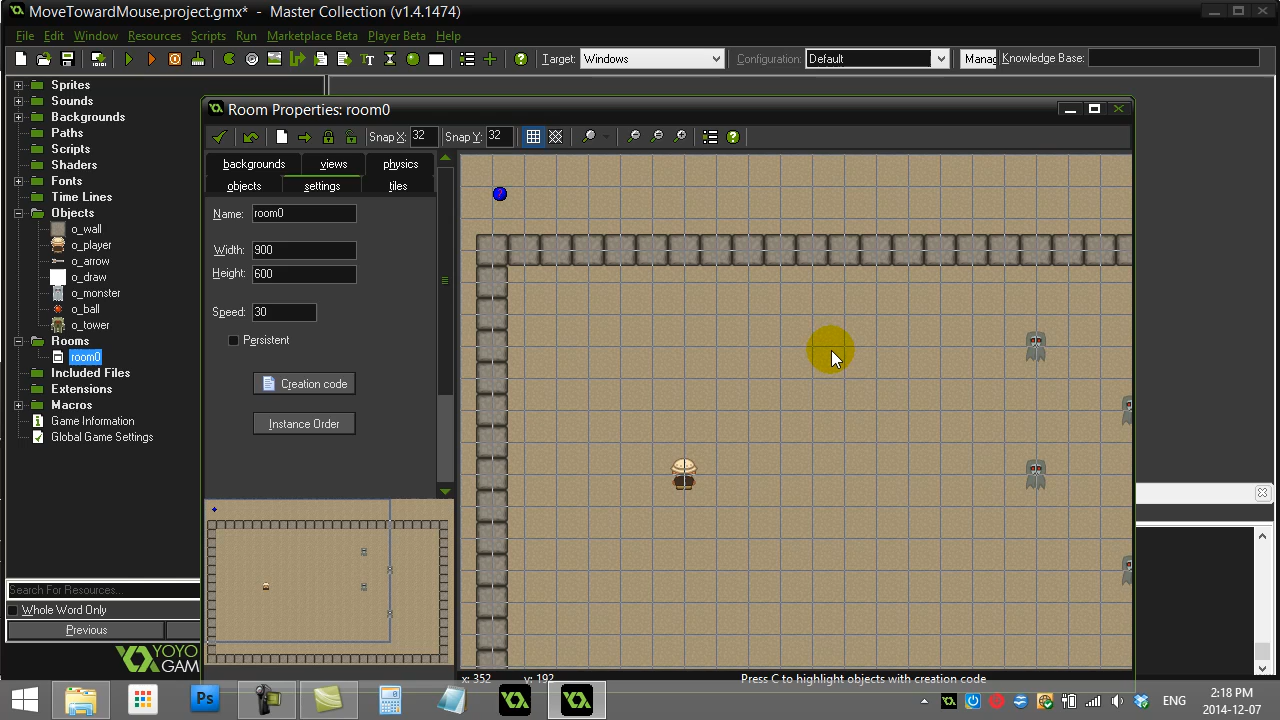 MoveTowardMouse.project.gmx* - Master Collection (v1.4.1474)
File Edit Window Resources Scripts Run Marketplace Beta Player Beta Help
Target: Windows Configuration: Default Manag Knowledge Base:
Sprites
Sounds
Backgrounds
Paths
Scripts
Shaders
Fonts
Time Lines
Objects
o_wall
o_player
o_arrow
o_draw
o_monster
o_ball
o_tower
Rooms
room0
Included Files
Extensions
Macros
Game Information
Global Game Settings
Search For Resources...
Whole Word Only
Previous
YOYO
GAM
Room Properties: room0
Snap X: 32 Snap Y: 32
backgrounds views physics
objects settings tiles
Name: room0
Width: 900
Height: 600
Speed: 30
Persistent
Creation code
Instance Order
?
x: 352 y: 192 Press C to highlight objects with creation code
Ps
ENG
2:18 PM
2014-12-07